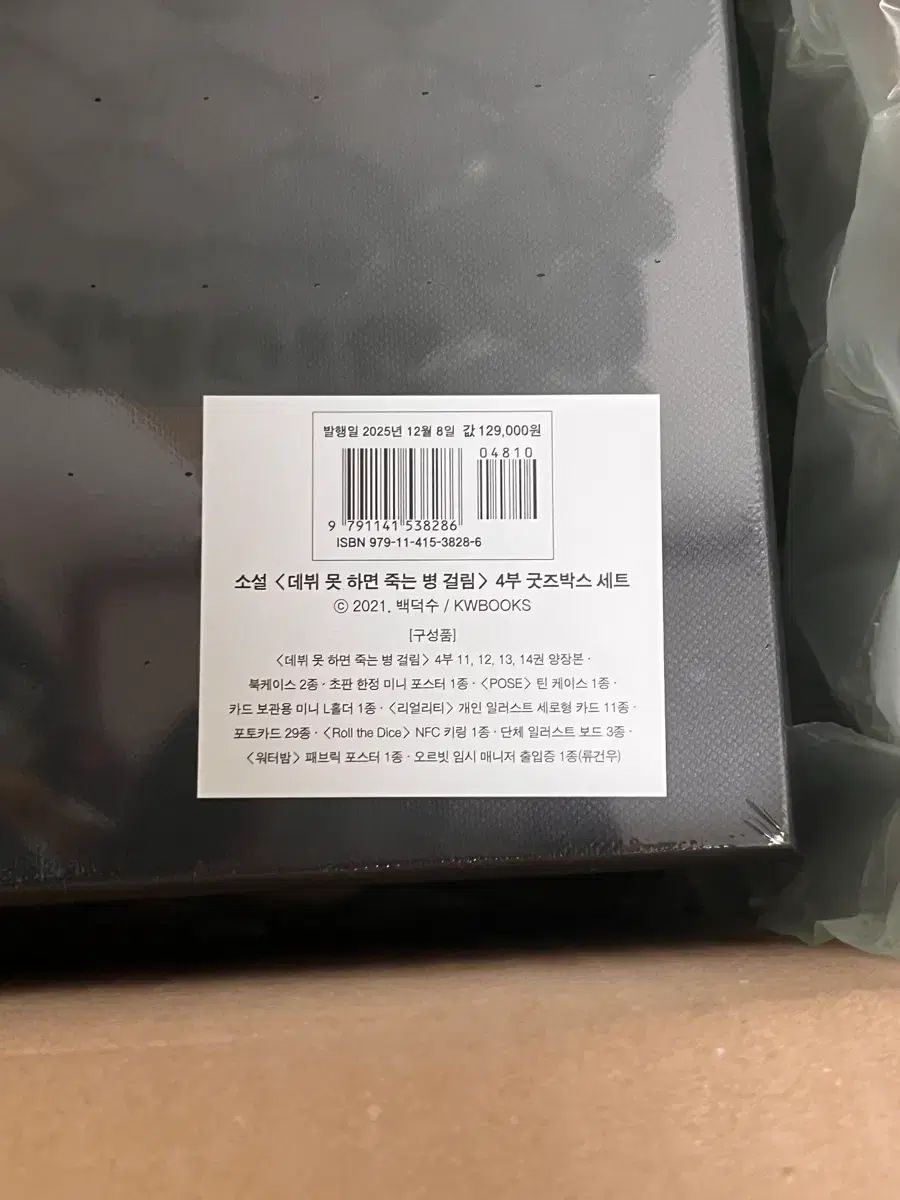 발행일 2025년 12월 8일 값 129,000원
04810
9 791141 538286
ISBN 979-11-415-3828-6
소설 〈데뷔 못 하면 죽는 병 걸림〉 4부 굿즈박스 세트
ⓒ 2021. 백덕수 / KWBOOKS
[구성품]
〈데뷔 못 하면 죽는 병 걸림〉 4부 11, 12, 13, 14권 양장본 ·
북케이스 2종 · 초판 한정 미니 포스터 1종 · 〈POSE〉 틴 케이스 1종 ·
카드 보관용 미니 L홀더 1종 · 〈리얼리티〉 개인 일러스트 세로형 카드 11종 ·
포토카드 29종 · 〈Roll the Dice〉 NFC 키링 1종 · 단체 일러스트 보드 3종 ·
〈워터밤〉 패브릭 포스터 1종 · 오르빗 임시 매니저 출입증 1종(류건우)